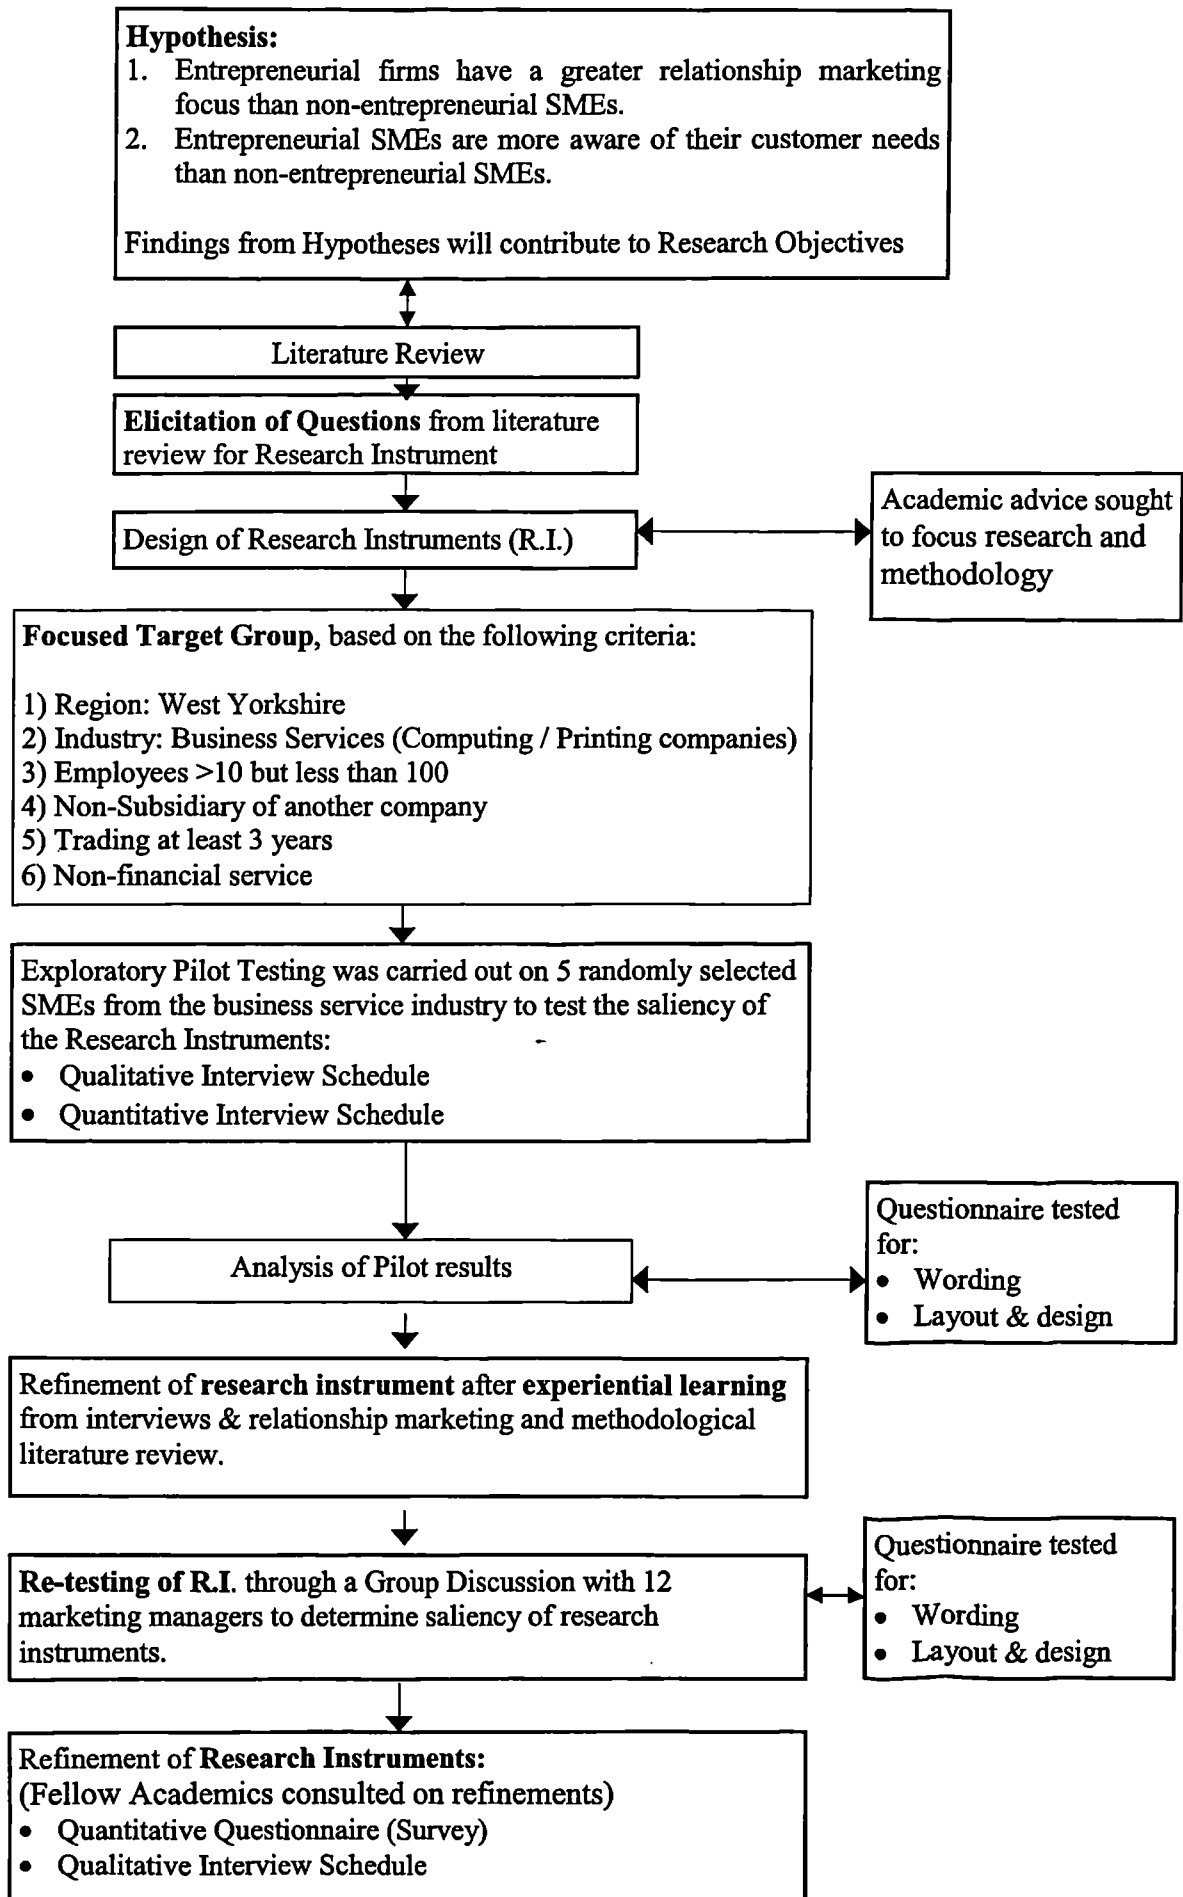 Hypothesis:
1. Entrepreneurial firms have a greater relationship marketing
focus than non-entrepreneurial SMEs.
2. Entrepreneurial SMEs are more aware of their customer needs
than non-entrepreneurial SMEs.
Findings from Hypotheses will contribute to Research Objectives
Literature Review
Elicitation of Questions from literature
review for Research Instrument
Design of Research Instruments (R.I.)
Academic advice sought
to focus research and
methodology
Focused Target Group, based on the following criteria:
1) Region: West Yorkshire
2) Industry: Business Services (Computing / Printing companies)
3) Employees >10 but less than 100
4) Non-Subsidiary of another company
5) Trading at least 3 years
6) Non-financial service
Exploratory Pilot Testing was carried out on 5 randomly selected
SMEs from the business service industry to test the saliency of
the Research Instruments:
• Qualitative Interview Schedule
• Quantitative Interview Schedule
Analysis of Pilot results
Questionnaire tested
for:
• Wording
• Layout & design
Refinement of research instrument after experiential learning
from interviews & relationship marketing and methodological
literature review.
Re-testing of R.I. through a Group Discussion with 12
marketing managers to determine saliency of research
instruments.
Questionnaire tested
for:
• Wording
• Layout & design
Refinement of Research Instruments:
(Fellow Academics consulted on refinements)
• Quantitative Questionnaire (Survey)
• Qualitative Interview Schedule